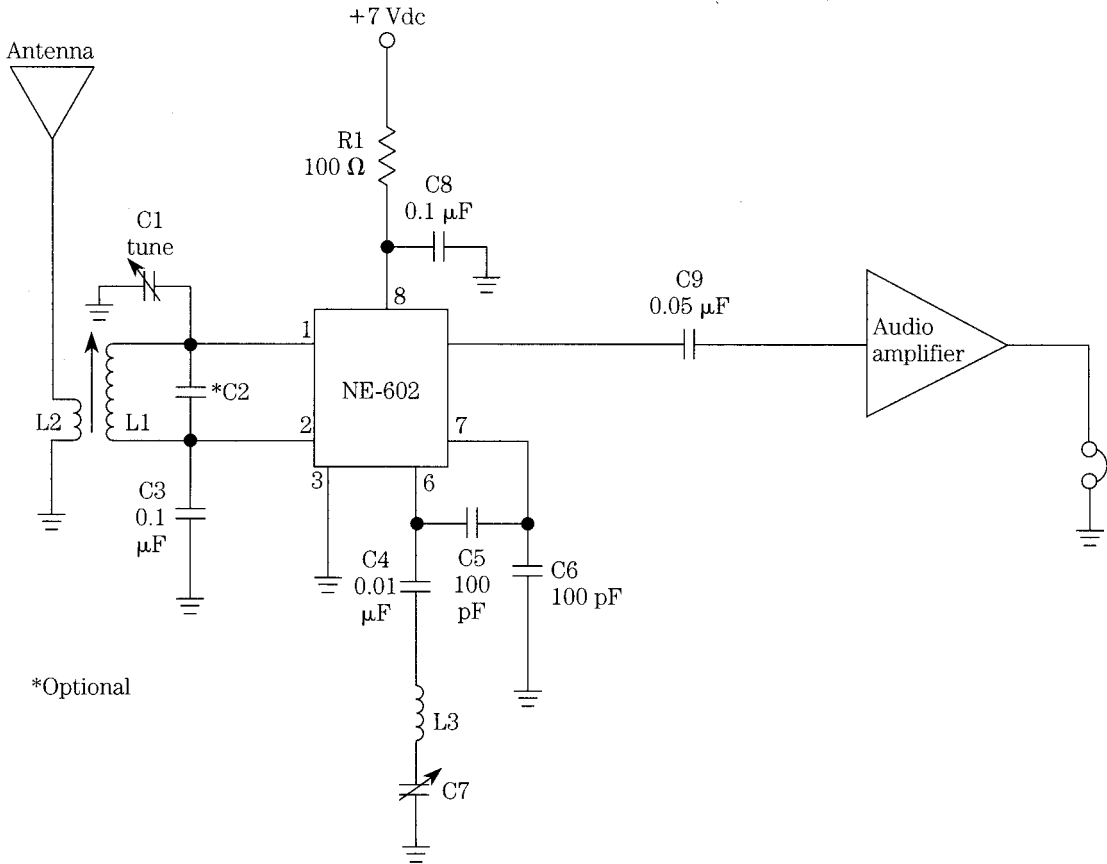 +7 Vdc
Antenna
R1
100 Ω
C8
0.1 µF
C1
tune
8
C9
0.05 µF
1
Audio
amplifier
*C2
NE-602
L2
L1
2
7
3
6
C3
0.1
µF
C4
0.01
µF
C5
100
pF
C6
100 pF
*Optional
L3
C7